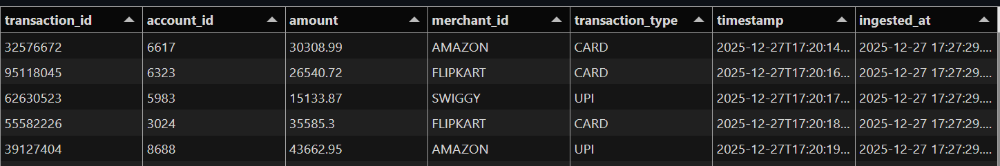 transaction_id account_id amount merchant_id transaction_type timestamp ingested_at
32576672 6617 30308.99 AMAZON CARD 2025-12-27T17:20:14... 2025-12-27 17:27:29....
95118045 6323 26540.72 FLIPKART CARD 2025-12-27T17:20:16... 2025-12-27 17:27:29....
62630523 5983 15133.87 SWIGGY UPI 2025-12-27T17:20:17... 2025-12-27 17:27:29....
55582226 3024 35585.3 FLIPKART CARD 2025-12-27T17:20:18... 2025-12-27 17:27:29....
39127404 8688 43662.95 AMAZON UPI 2025-12-27T17:20:19... 2025-12-27 17:27:29....